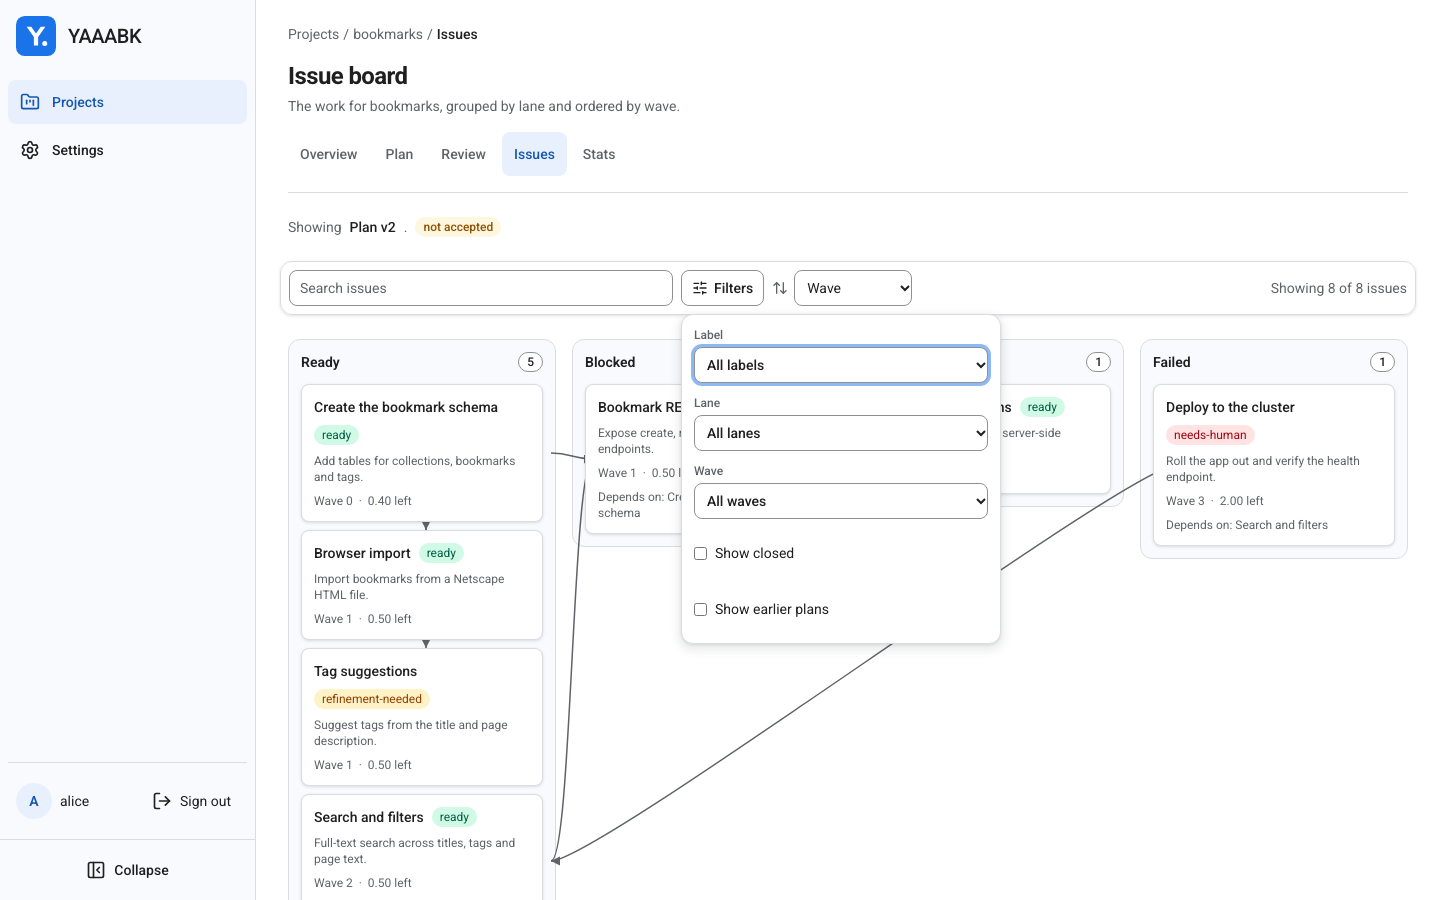 Y.
YAAABK
Projects
Settings
A
alice
Sign out
Collapse
Projects / bookmarks / Issues
Issue board
The work for bookmarks, grouped by lane and ordered by wave.
Overview
Plan
Review
Issues
Stats
Showing Plan v2 . not accepted
Search issues
Filters
Wave
Showing 8 of 8 issues
Label
All labels
Lane
All lanes
Wave
All waves
Show closed
Show earlier plans
Ready
5
Create the bookmark schema
ready
Add tables for collections, bookmarks
and tags.
Wave 0 · 0.40 left
Browser import ready
Import bookmarks from a Netscape
HTML file.
Wave 1 · 0.50 left
Tag suggestions
refinement-needed
Suggest tags from the title and page
description.
Wave 1 · 0.50 left
Search and filters ready
Full-text search across titles, tags and
page text.
Wave 2 · 0.50 left
Blocked
Bookmark
Expose create,
endpoints.
Wave 1 · 0.50
Depends on:
schema
1
ready
server-side
Failed
1
Deploy to the cluster
needs-human
Roll the app out and verify the health
endpoint.
Wave 3 · 2.00 left
Depends on: Search and filters